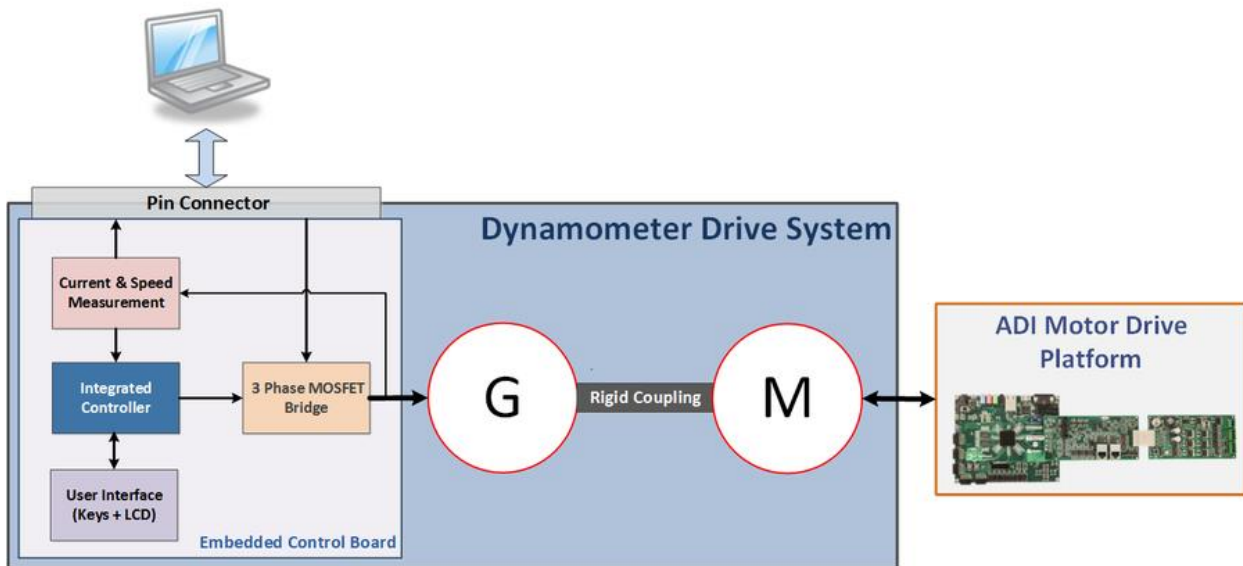 Pin Connector
Dynamometer Drive System
Current & Speed
Measurement
Integrated
Controller
3 Phase MOSFET
Bridge
User Interface
(Keys + LCD)
Embedded Control Board
G
Rigid Coupling
M
ADI Motor Drive
Platform